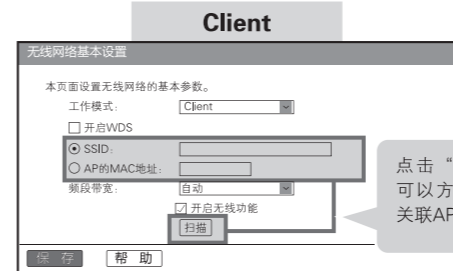 Client
无线网络基本设置
本页面设置无线网络的基本参数。
工作模式: Client
开启WDS
SSID:
AP的MAC地址:
频段带宽: 自动
开启无线功能
扫描
点击“
可以方
关联AP
保存 帮助